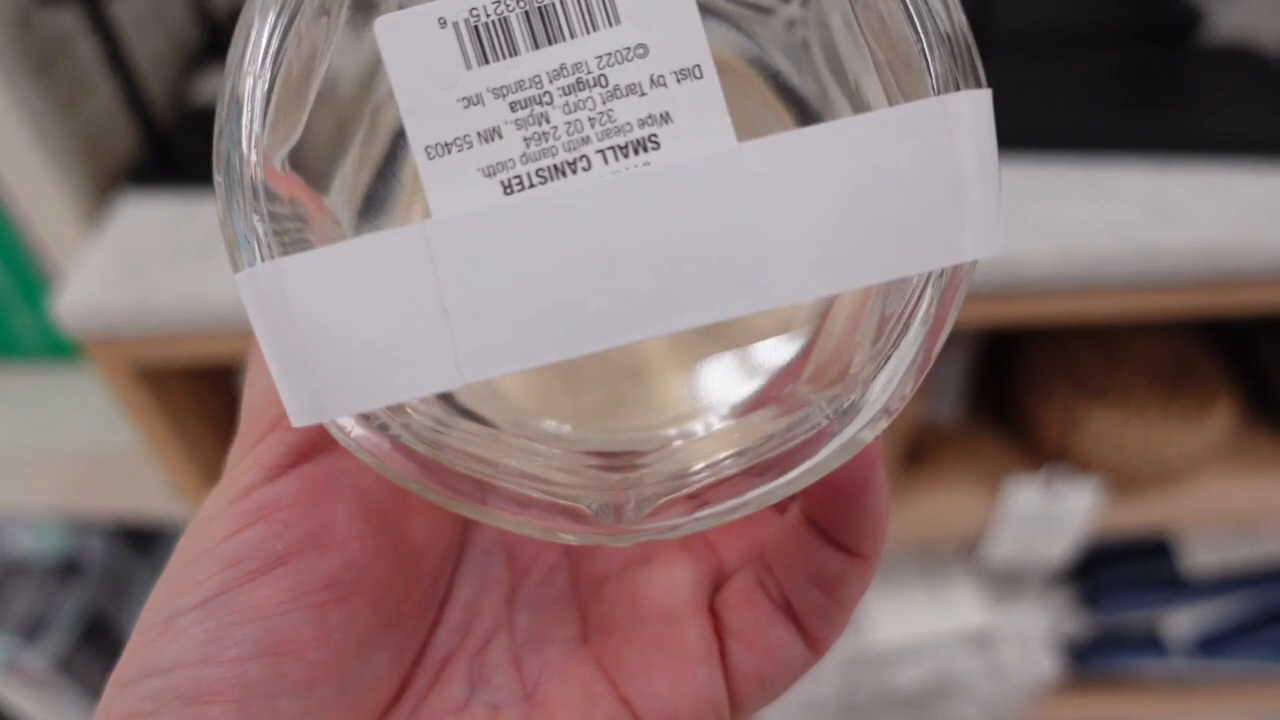 SMALL CANISTER
Wipe clean with damp cloth.
324 02 2464
Dist. by Target Corp., Mpls., MN 55403
Origin: China
©2022 Target Brands, Inc.
93215 6